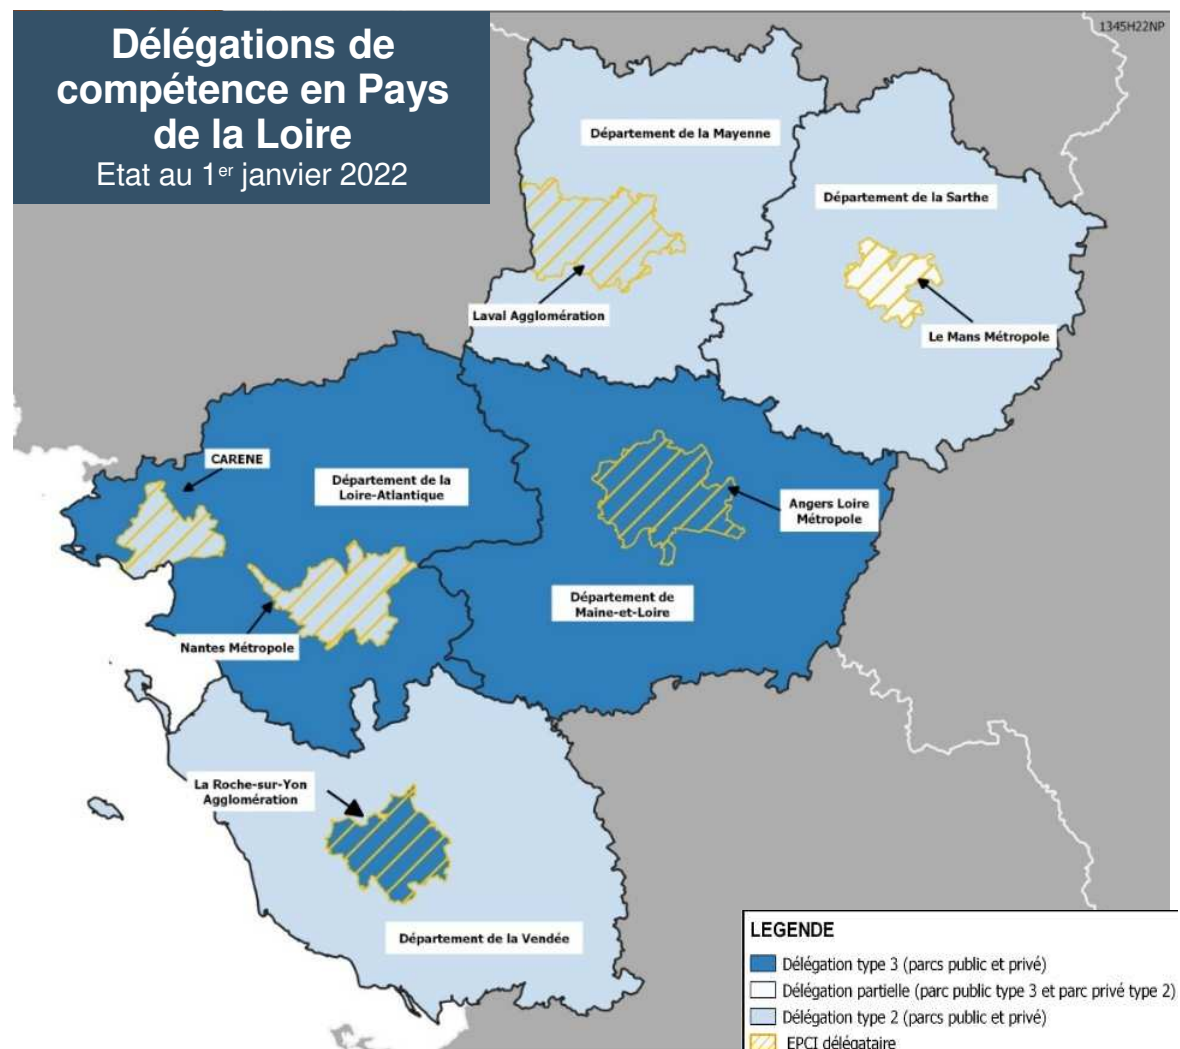 Délégations de
compétence en Pays
de la Loire
Etat au 1er janvier 2022
1345H22NP
Département de la Mayenne
Département de la Sarthe
Laval Agglomération
Le Mans Métropole
CARENE
Département de la
Loire-Atlantique
Angers Loire
Métropole
Département de
Maine-et-Loire
Nantes Métropole
La Roche-sur-Yon
Agglomération
Département de la Vendée
LEGENDE
Délégation type 3 (parcs public et privé)
Délégation partielle (parc public type 3 et parc privé type 2)
Délégation type 2 (parcs public et privé)
EPCI délégataire